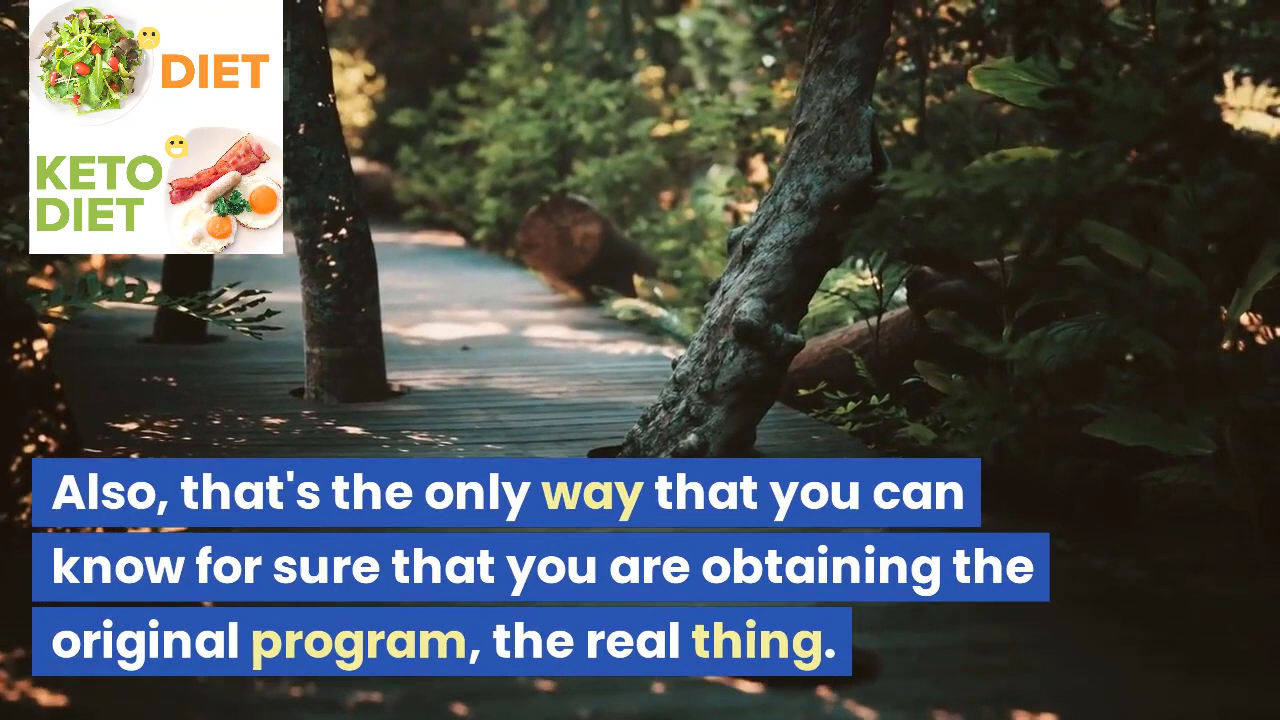 DIET
KETO
DIET
Also, that's the only way that you can
know for sure that you are obtaining the
original program, the real thing.